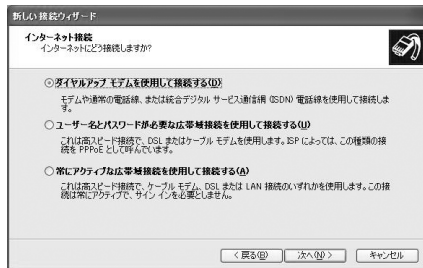 新しい接続ウィザード
インターネット接続
インターネットにどう接続しますか?
ダイヤルアップ モデムを使用して接続する(D)
モデムや通常の電話線、または統合デジタル サービス通信網 (ISDN) 電話線を使用して接続しま
す。
ユーザー名とパスワードが必要な広帯域接続を使用して接続する(U)
これは高スピード接続で、DSL またはケーブル モデムを使用します。ISP によっては、この種類の接
続を PPPoE として呼んでいます。
常にアクティブな広帯域接続を使用して接続する(A)
これは高スピード接続で、ケーブル モデム、DSL または LAN 接続のいずれかを使用します。この接
続は常にアクティブで、サイン インを必要としません。
< 戻る(B)
次へ(N) >
キャンセル